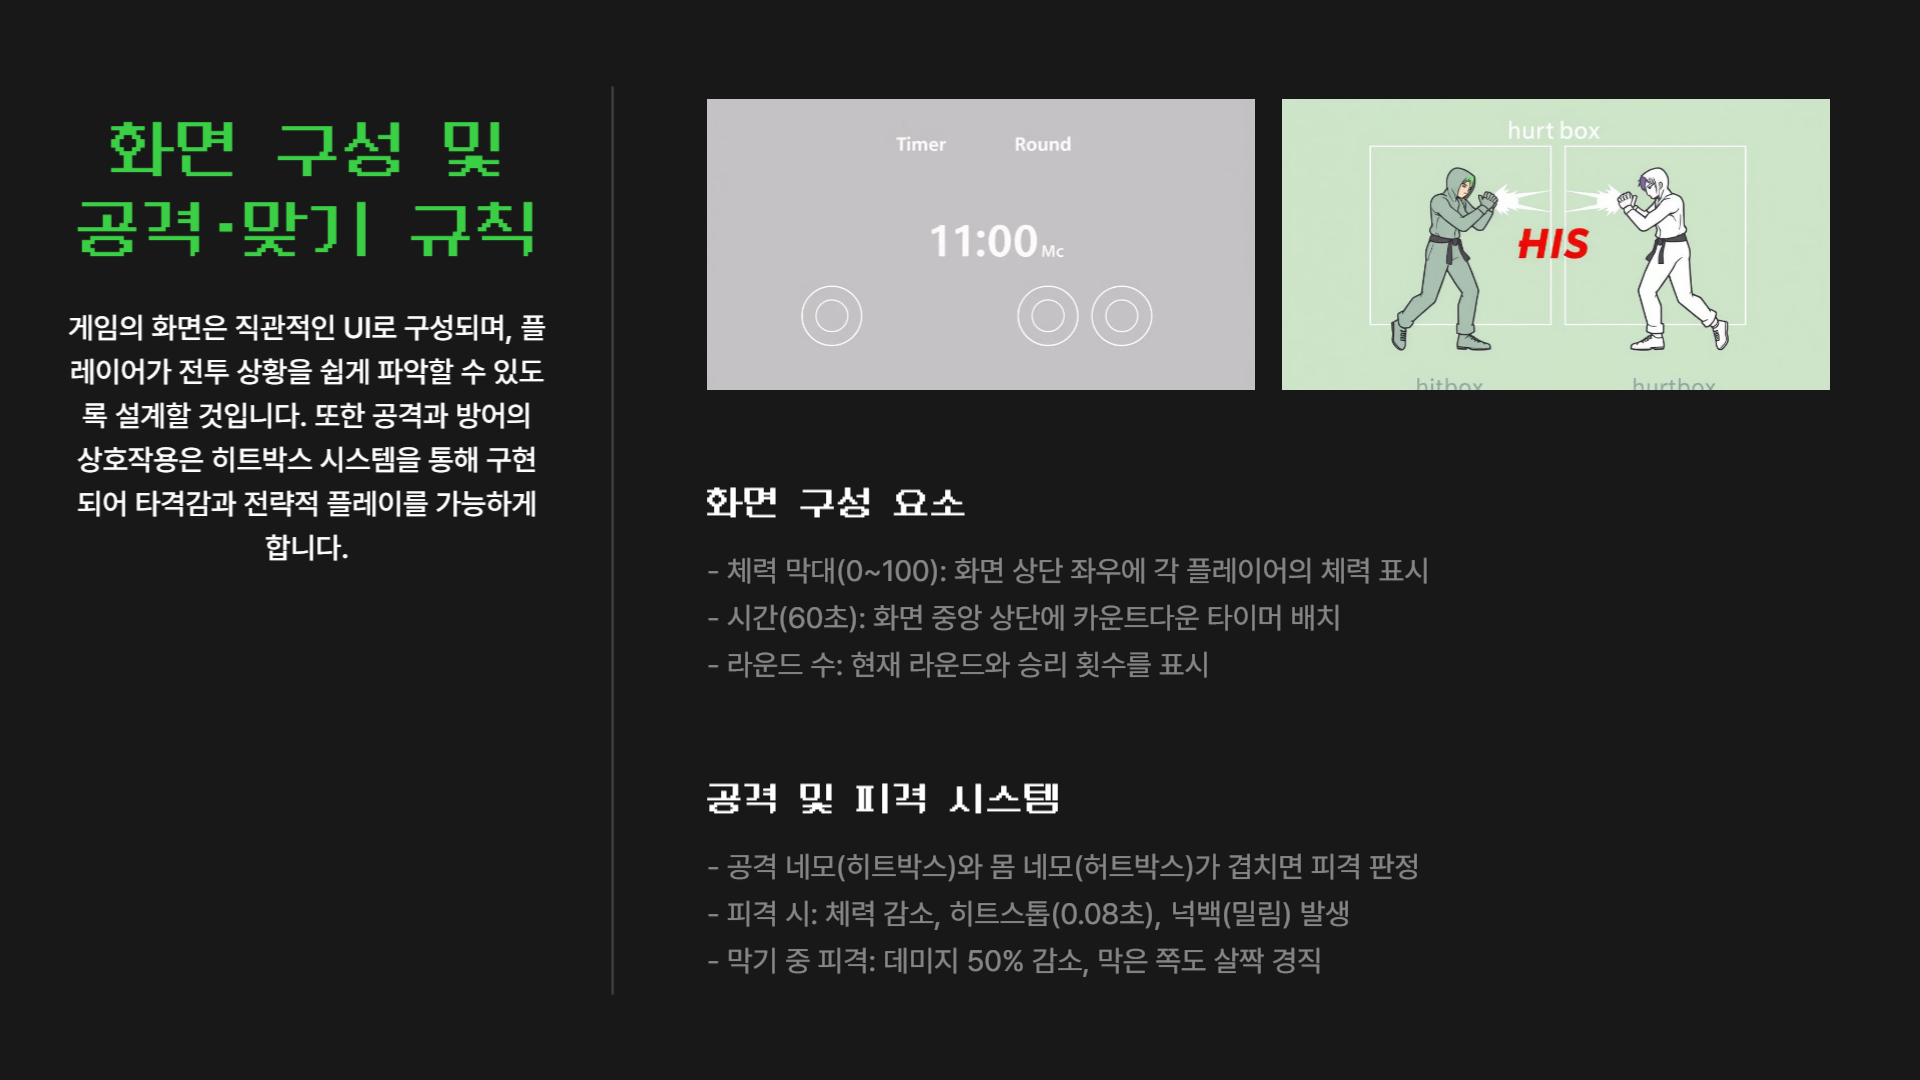 화면 구성 및
공격·맞기 규칙
게임의 화면은 직관적인 UI로 구성되며, 플
레이어가 전투 상황을 쉽게 파악할 수 있도
록 설계할 것입니다. 또한 공격과 방어의
상호작용은 히트박스 시스템을 통해 구현
되어 타격감과 전략적 플레이를 가능하게
합니다.
Timer Round
11:00 Mc
hurt box
HIS
hitbox hurtbox
화면 구성 요소
- 체력 막대(0~100): 화면 상단 좌우에 각 플레이어의 체력 표시
- 시간(60초): 화면 중앙 상단에 카운트다운 타이머 배치
- 라운드 수: 현재 라운드와 승리 횟수를 표시
공격 및 피격 시스템
- 공격 네모(히트박스)와 몸 네모(허트박스)가 겹치면 피격 판정
- 피격 시: 체력 감소, 히트스톱(0.08초), 넉백(밀림) 발생
- 막기 중 피격: 데미지 50% 감소, 막은 쪽도 살짝 경직